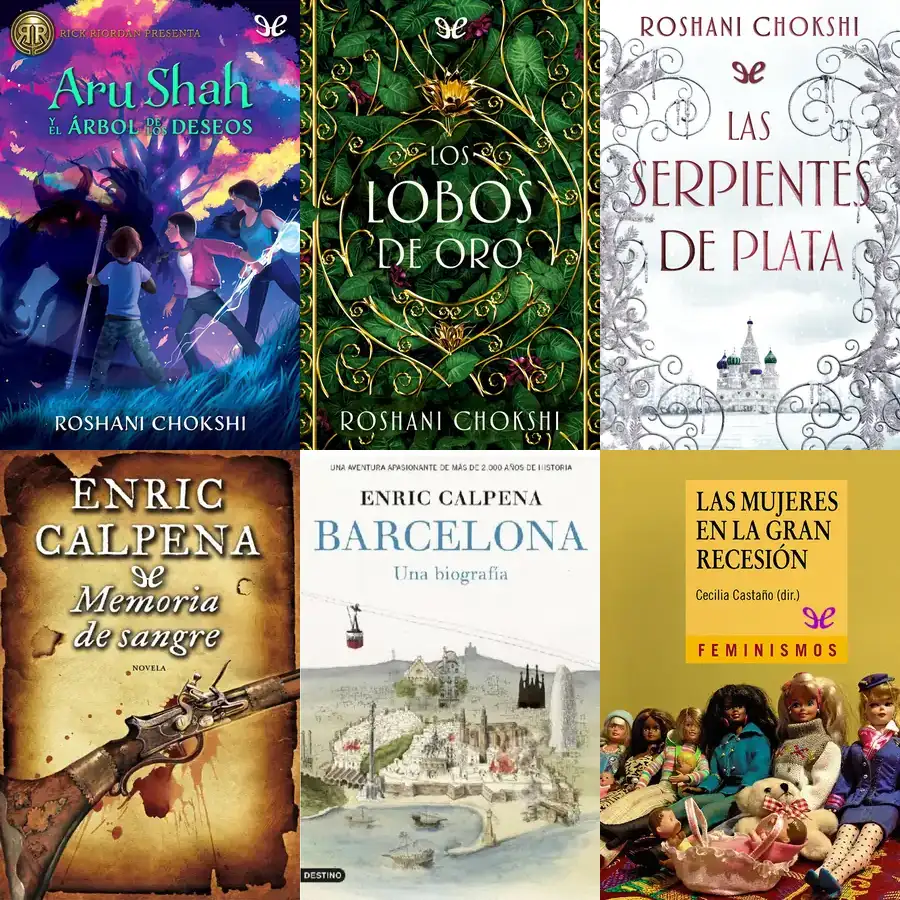 RICK RIORDAN PRESENTA
Aru Shah
Y EL ÁRBOL DE LOS DESEOS
ROSHANI CHOKSHI
LOS
LOBOS
DE ORO
ROSHANI CHOKSHI
ROSHANI CHOKSHI
LAS
SERPIENTES
DE PLATA
ENRIC
CALPENA
Memoria
de sangre
NOVELA
UNA AVENTURA APASIONANTE DE MÁS DE 2.000 AÑOS DE HISTORIA
ENRIC CALPENA
BARCELONA
Una biografía
DESTINO
LAS MUJERES
EN LA GRAN
RECESIÓN
Cecilia Castaño (dir.)
FEMINISMOS